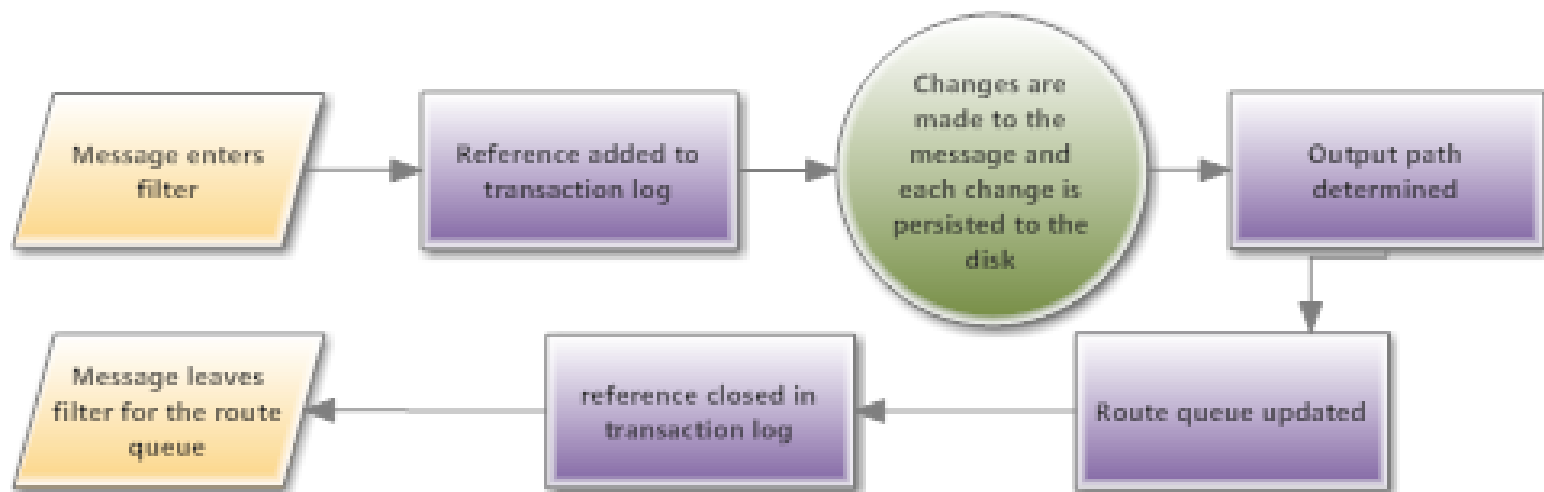 Message enters
filter
Reference added to
transaction log
Changes are
made to the
message and
each change is
persisted to the
disk
Output path
determined
Route queue updated
reference closed in
transaction log
Message leaves
filter for the route
queue